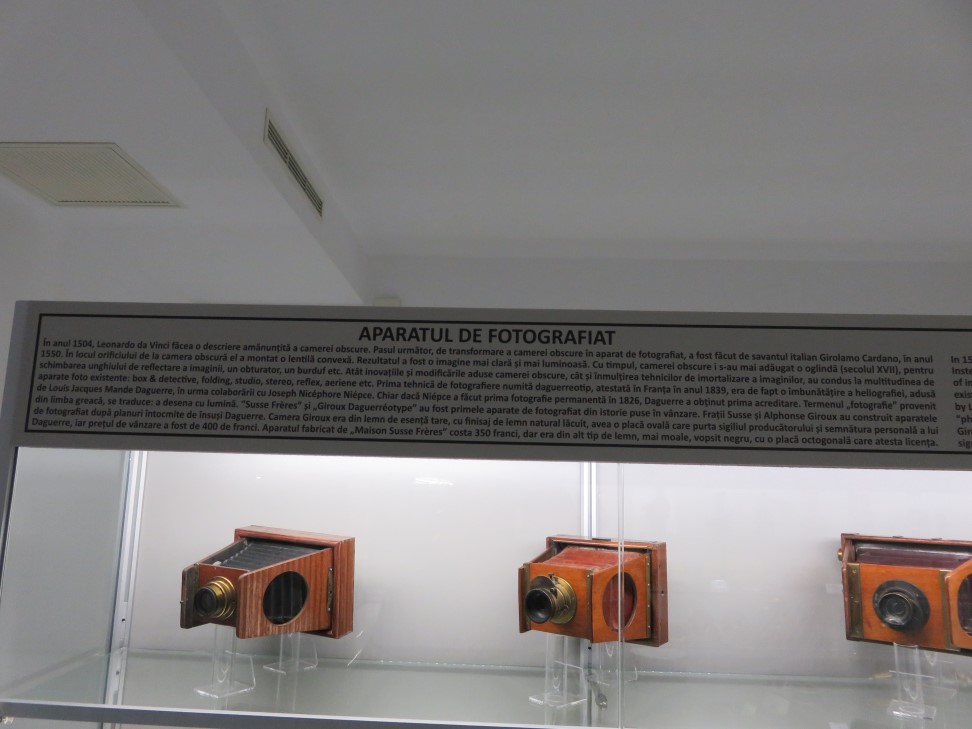 APARATUL DE FOTOGRAFIAT
În anul 1504, Leonardo da Vinci făcea o descriere amănunțită a camerei obscure. Pasul următor, de transformare a camerei obscure în aparat de fotografiat, a fost făcut de savantul italian Girolamo Cardano, în anul
1550. În locul orificiului de la camera obscură el a montat o lentilă convexă. Rezultatul a fost o imagine mai clară și mai luminoasă. Cu timpul, camerei obscure i s-au mai adăugat o oglindă (secolul XVII), pentru
schimbarea unghiului de reflectare a imaginii, un obturator, un burduf etc. Atât inovațiile și modificările aduse camerei obscure, cât și înmulțirea tehnicilor de imortalizare a imaginilor, au condus la multitudinea de
aparate foto existente: box & detective, folding, studio, stereo, reflex, aeriene etc. Prima tehnică de fotografiere numită daguerreotip, atestată în Franța în anul 1839, era de fapt o îmbunătățire a heliografiei, adusă
de Louis Jacques Mande Daguerre, în urma colaborării cu Joseph Nicéphore Niépce. Chiar dacă Niépce a făcut prima fotografie permanentă în 1826, Daguerre a obținut prima acreditare. Termenul „fotografie" provenit
din limba greacă, se traduce: a desena cu lumină. "Susse Frères" și „Giroux Daguerréotype" au fost primele aparate de fotografiat din istorie puse în vânzare. Frații Susse și Alphonse Giroux au construit aparatele
de fotografiat după planuri întocmite de însuși Daguerre. Camera Giroux era din lemn de esență tare, cu finisaj de lemn natural lăcuit, avea o placă ovală care purta sigiliul producătorului și semnătura personală a lui
Daguerre, iar prețul de vânzare a fost de 400 de franci. Aparatul fabricat de „Maison Susse Frères" costa 350 franci, dar era din alt tip de lemn, mai moale, vopsit negru, cu o placă octogonală care atesta licența.
In 15
Inste
of in
exist
by L
"ph
Gir
sig